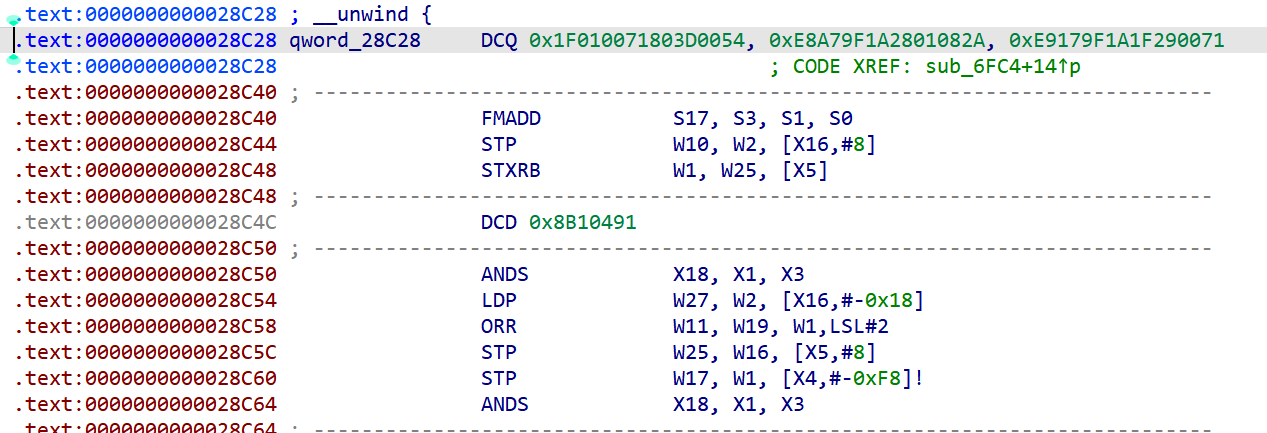 .text:0000000000028C28 ; __unwind {
.text:0000000000028C28 qword_28C28 DCQ 0x1F010071803D0054, 0xE8A79F1A2801082A, 0xE9179F1A1F290071
.text:0000000000028C28 ; CODE XREF: sub_6FC4+14↑p
.text:0000000000028C40 ; ---------------------------------------------------------------------------
.text:0000000000028C40 FMADD S17, S3, S1, S0
.text:0000000000028C44 STP W10, W2, [X16,#8]
.text:0000000000028C48 STXRB W1, W25, [X5]
.text:0000000000028C48 ; ---------------------------------------------------------------------------
.text:0000000000028C4C DCD 0x8B10491
.text:0000000000028C50 ; ---------------------------------------------------------------------------
.text:0000000000028C50 ANDS X18, X1, X3
.text:0000000000028C54 LDP W27, W2, [X16,#-0x18]
.text:0000000000028C58 ORR W11, W19, W1,LSL#2
.text:0000000000028C5C STP W25, W16, [X5,#8]
.text:0000000000028C60 STP W17, W1, [X4,#-0xF8]!
.text:0000000000028C64 ANDS X18, X1, X3
.text:0000000000028C64 ; ---------------------------------------------------------------------------